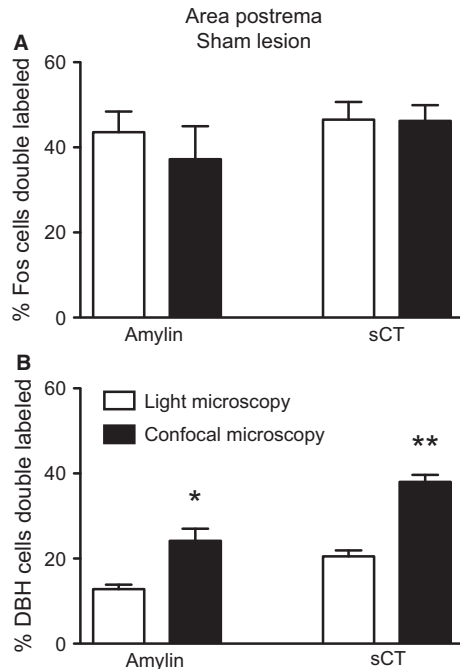 Area postrema
Sham lesion
A
% Fos cells double labeled
60
40
20
0
Amylin
sCT
B
% DBH cells double labeled
60
40
20
0
Light microscopy
Confocal microscopy
*
**
Amylin
sCT